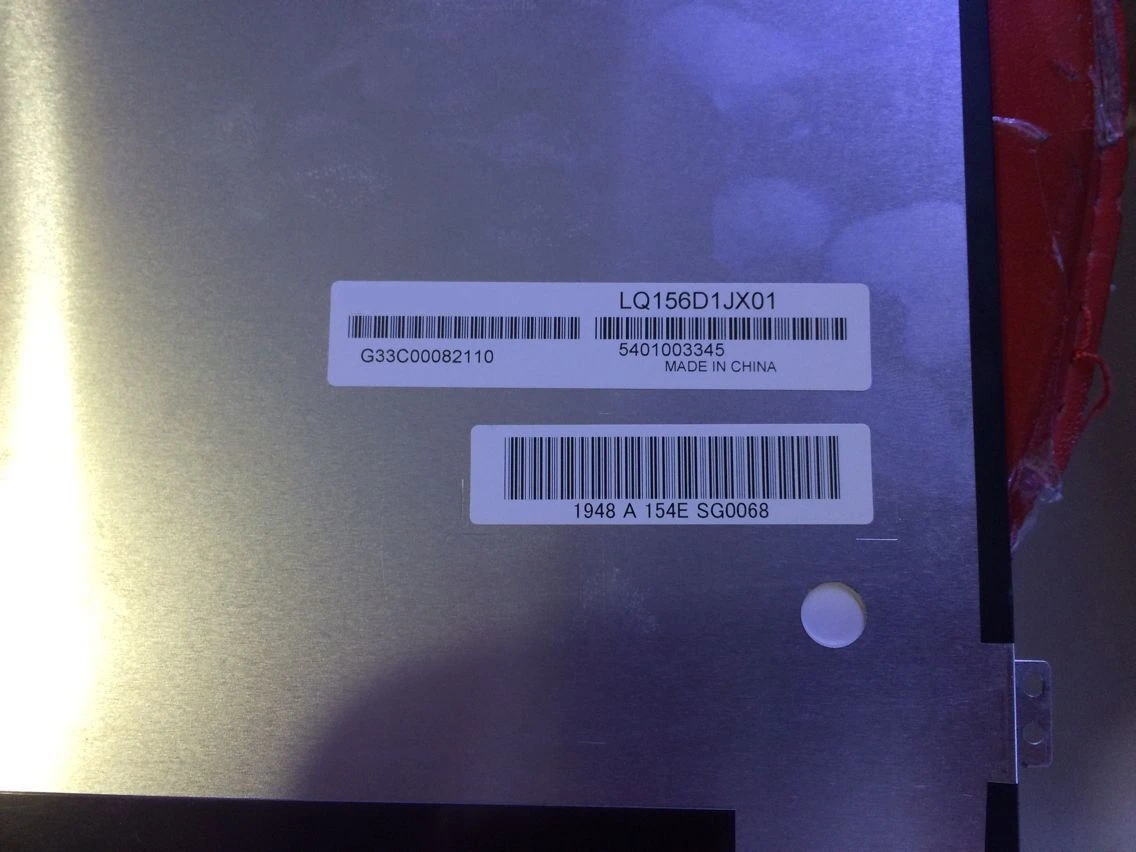 LQ156D1JX01
G33C00082110
5401003345
MADE IN CHINA
1948 A 154E SG0068